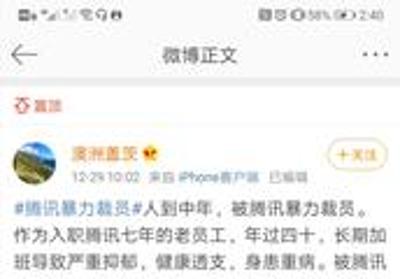 58% 2:40
微博正文
置顶
澳洲盖茨
12-29 10:02 来自 iPhone客户端 已编辑
+关注
#腾讯暴力裁员#人到中年，被腾讯暴力裁员。
作为入职腾讯七年的老员工，年过四十，长期加
班导致严重抑郁，健康透支，身患重病。被腾讯